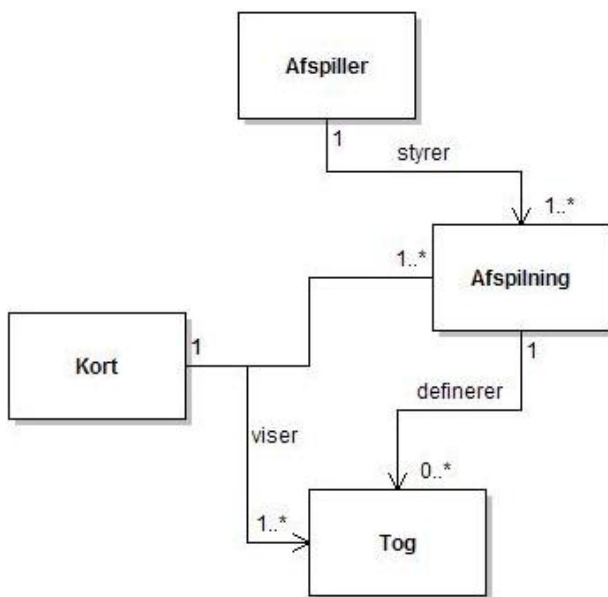 Afspiller
1
styrer
1..*
1..*
Afspilning
1
Kort
1
definerer
viser
0..*
1..*
Tog